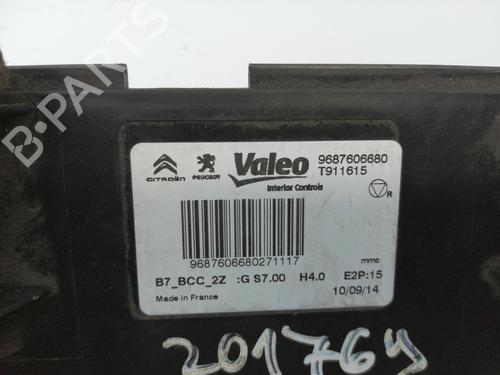 B-PARTS
CITROËN PEUGEOT Valeo 9687606680
T911615
Interior Controls
R
9687606680271117
mme
B7_BCC_2Z :G S7.00 H4.0 E2P:15
Made in France 10/09/14
201769